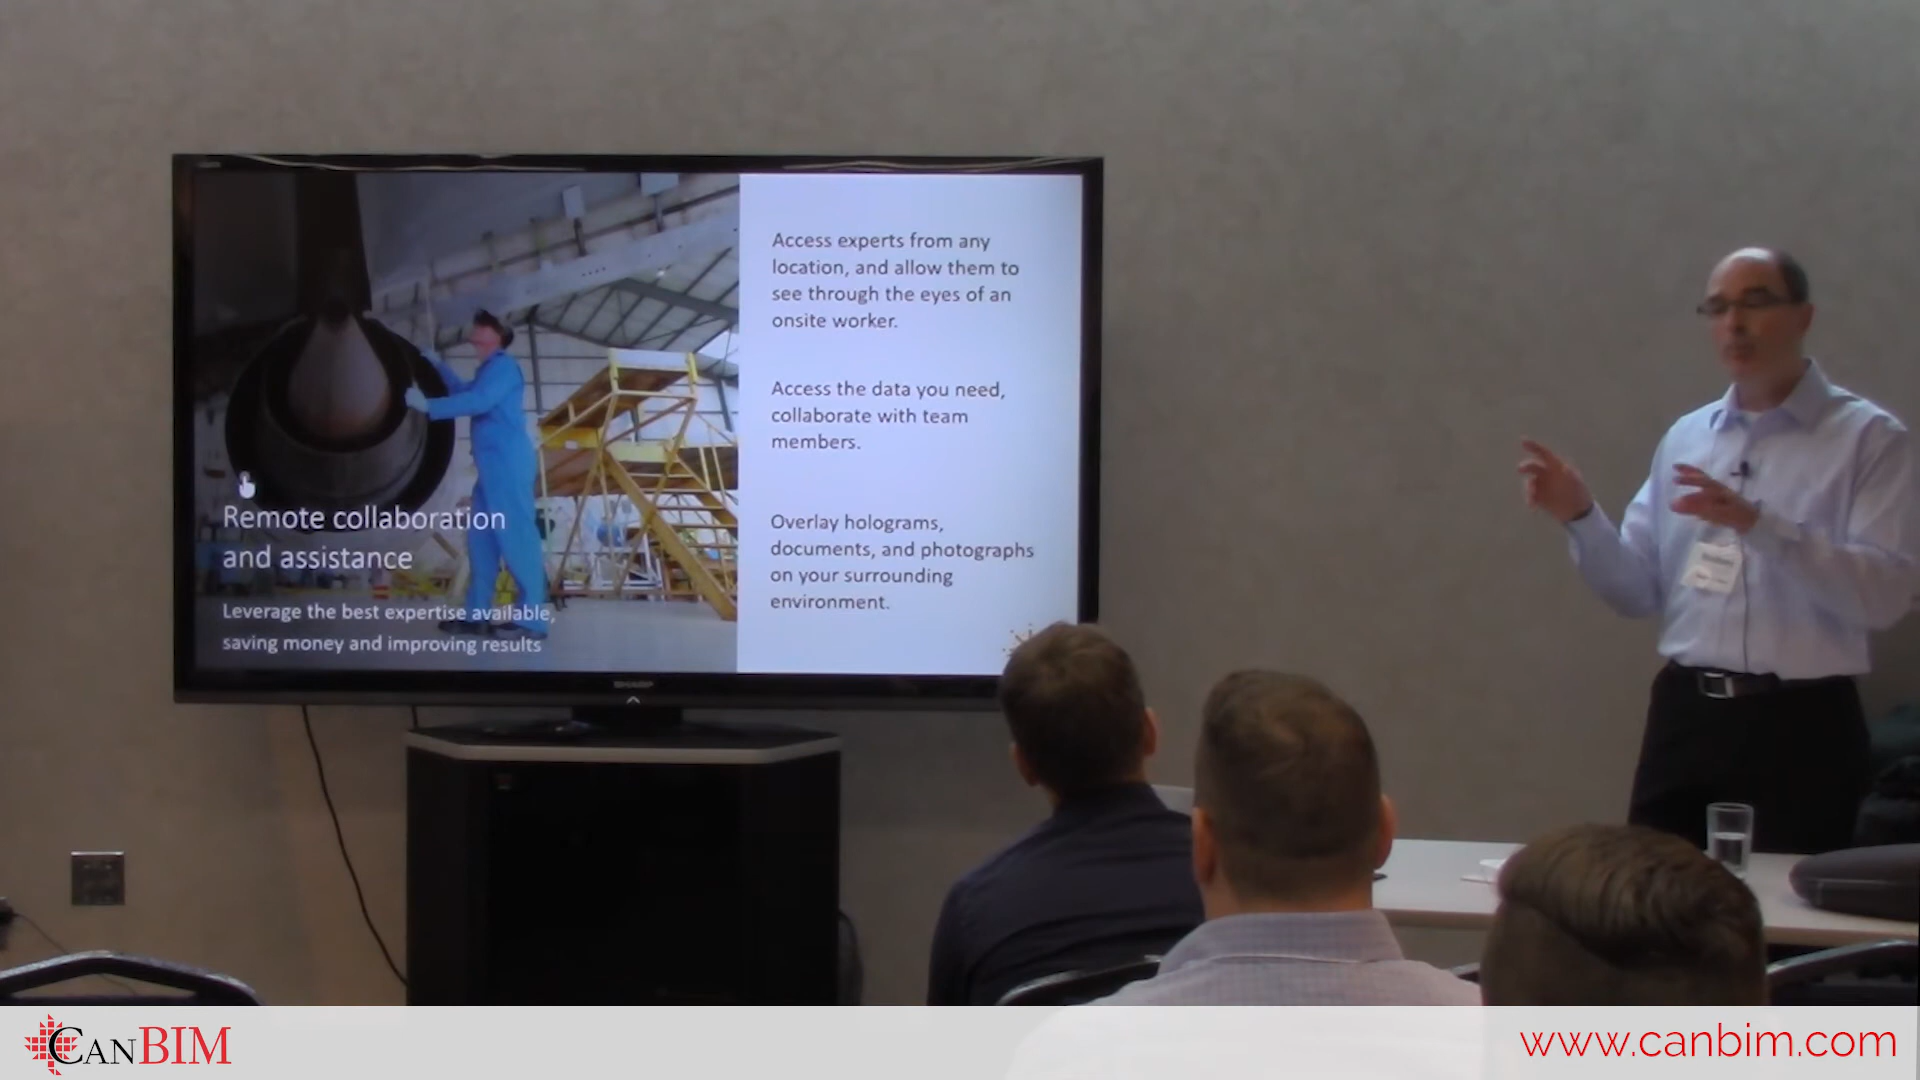 Access experts from any
location, and allow them to
see through the eyes of an
onsite worker.
Access the data you need,
collaborate with team
members.
Overlay holograms,
documents, and photographs
on your surrounding
environment.
Remote collaboration
and assistance
Leverage the best expertise available,
saving money and improving results
SHARP
CANBIM
www.canbim.com